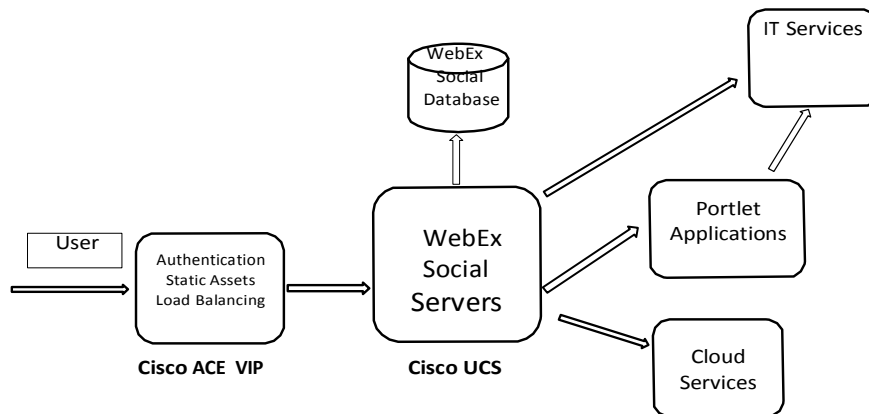 IT Services
WebEx
Social
Database
Portlet
Applications
User
Authentication
Static Assets
Load Balancing
WebEx
Social
Servers
Cloud
Services
Cisco ACE VIP
Cisco UCS